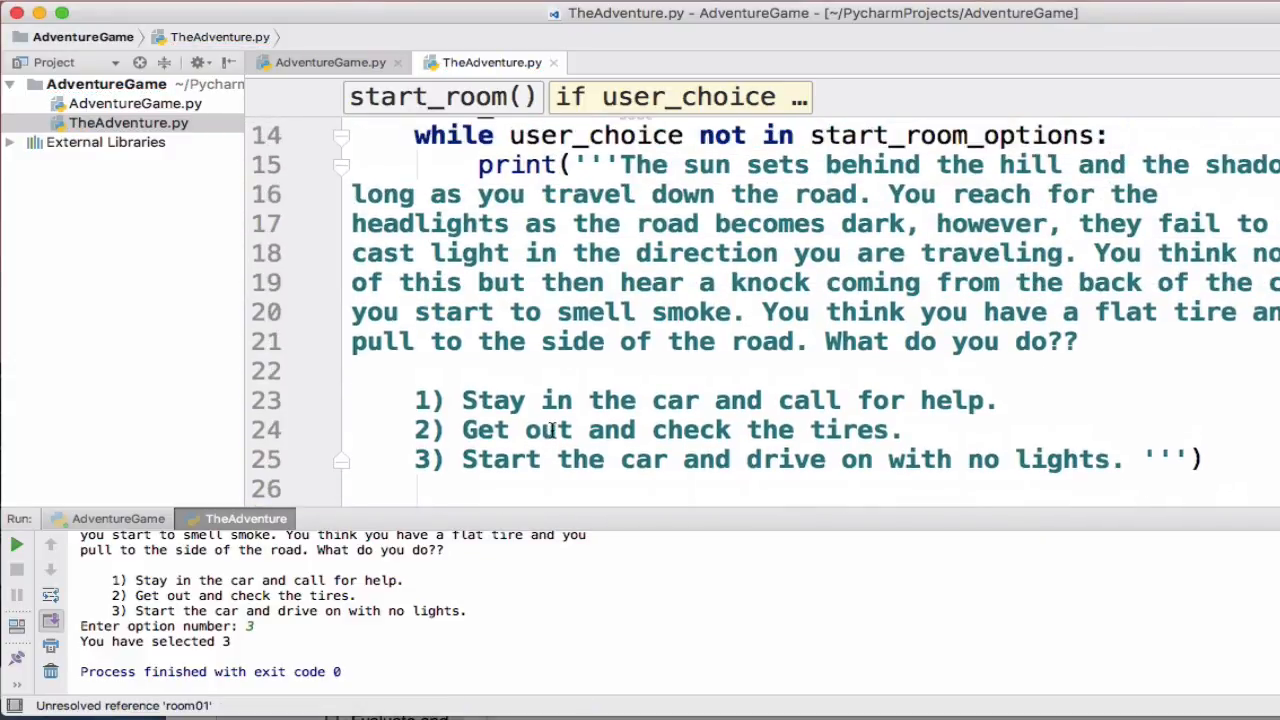 TheAdventure.py - AdventureGame - [~/PycharmProjects/AdventureGame]
AdventureGame TheAdventure.py
Project AdventureGame.py TheAdventure.py
AdventureGame ~/Pycharm
AdventureGame.py
TheAdventure.py
External Libraries
start_room() if user_choice ...
14 while user_choice not in start_room_options:
15 print('''The sun sets behind the hill and the shado
16 long as you travel down the road. You reach for the
17 headlights as the road becomes dark, however, they fail to
18 cast light in the direction you are traveling. You think no
19 of this but then hear a knock coming from the back of the c
20 you start to smell smoke. You think you have a flat tire an
21 pull to the side of the road. What do you do??
22
23 1) Stay in the car and call for help.
24 2) Get out and check the tires.
25 3) Start the car and drive on with no lights. ''')
26
Run: AdventureGame TheAdventure
you start to smell smoke. You think you have a flat tire and you
pull to the side of the road. What do you do??
1) Stay in the car and call for help.
2) Get out and check the tires.
3) Start the car and drive on with no lights.
Enter option number: 3
You have selected 3
Process finished with exit code 0
Unresolved reference 'room01'